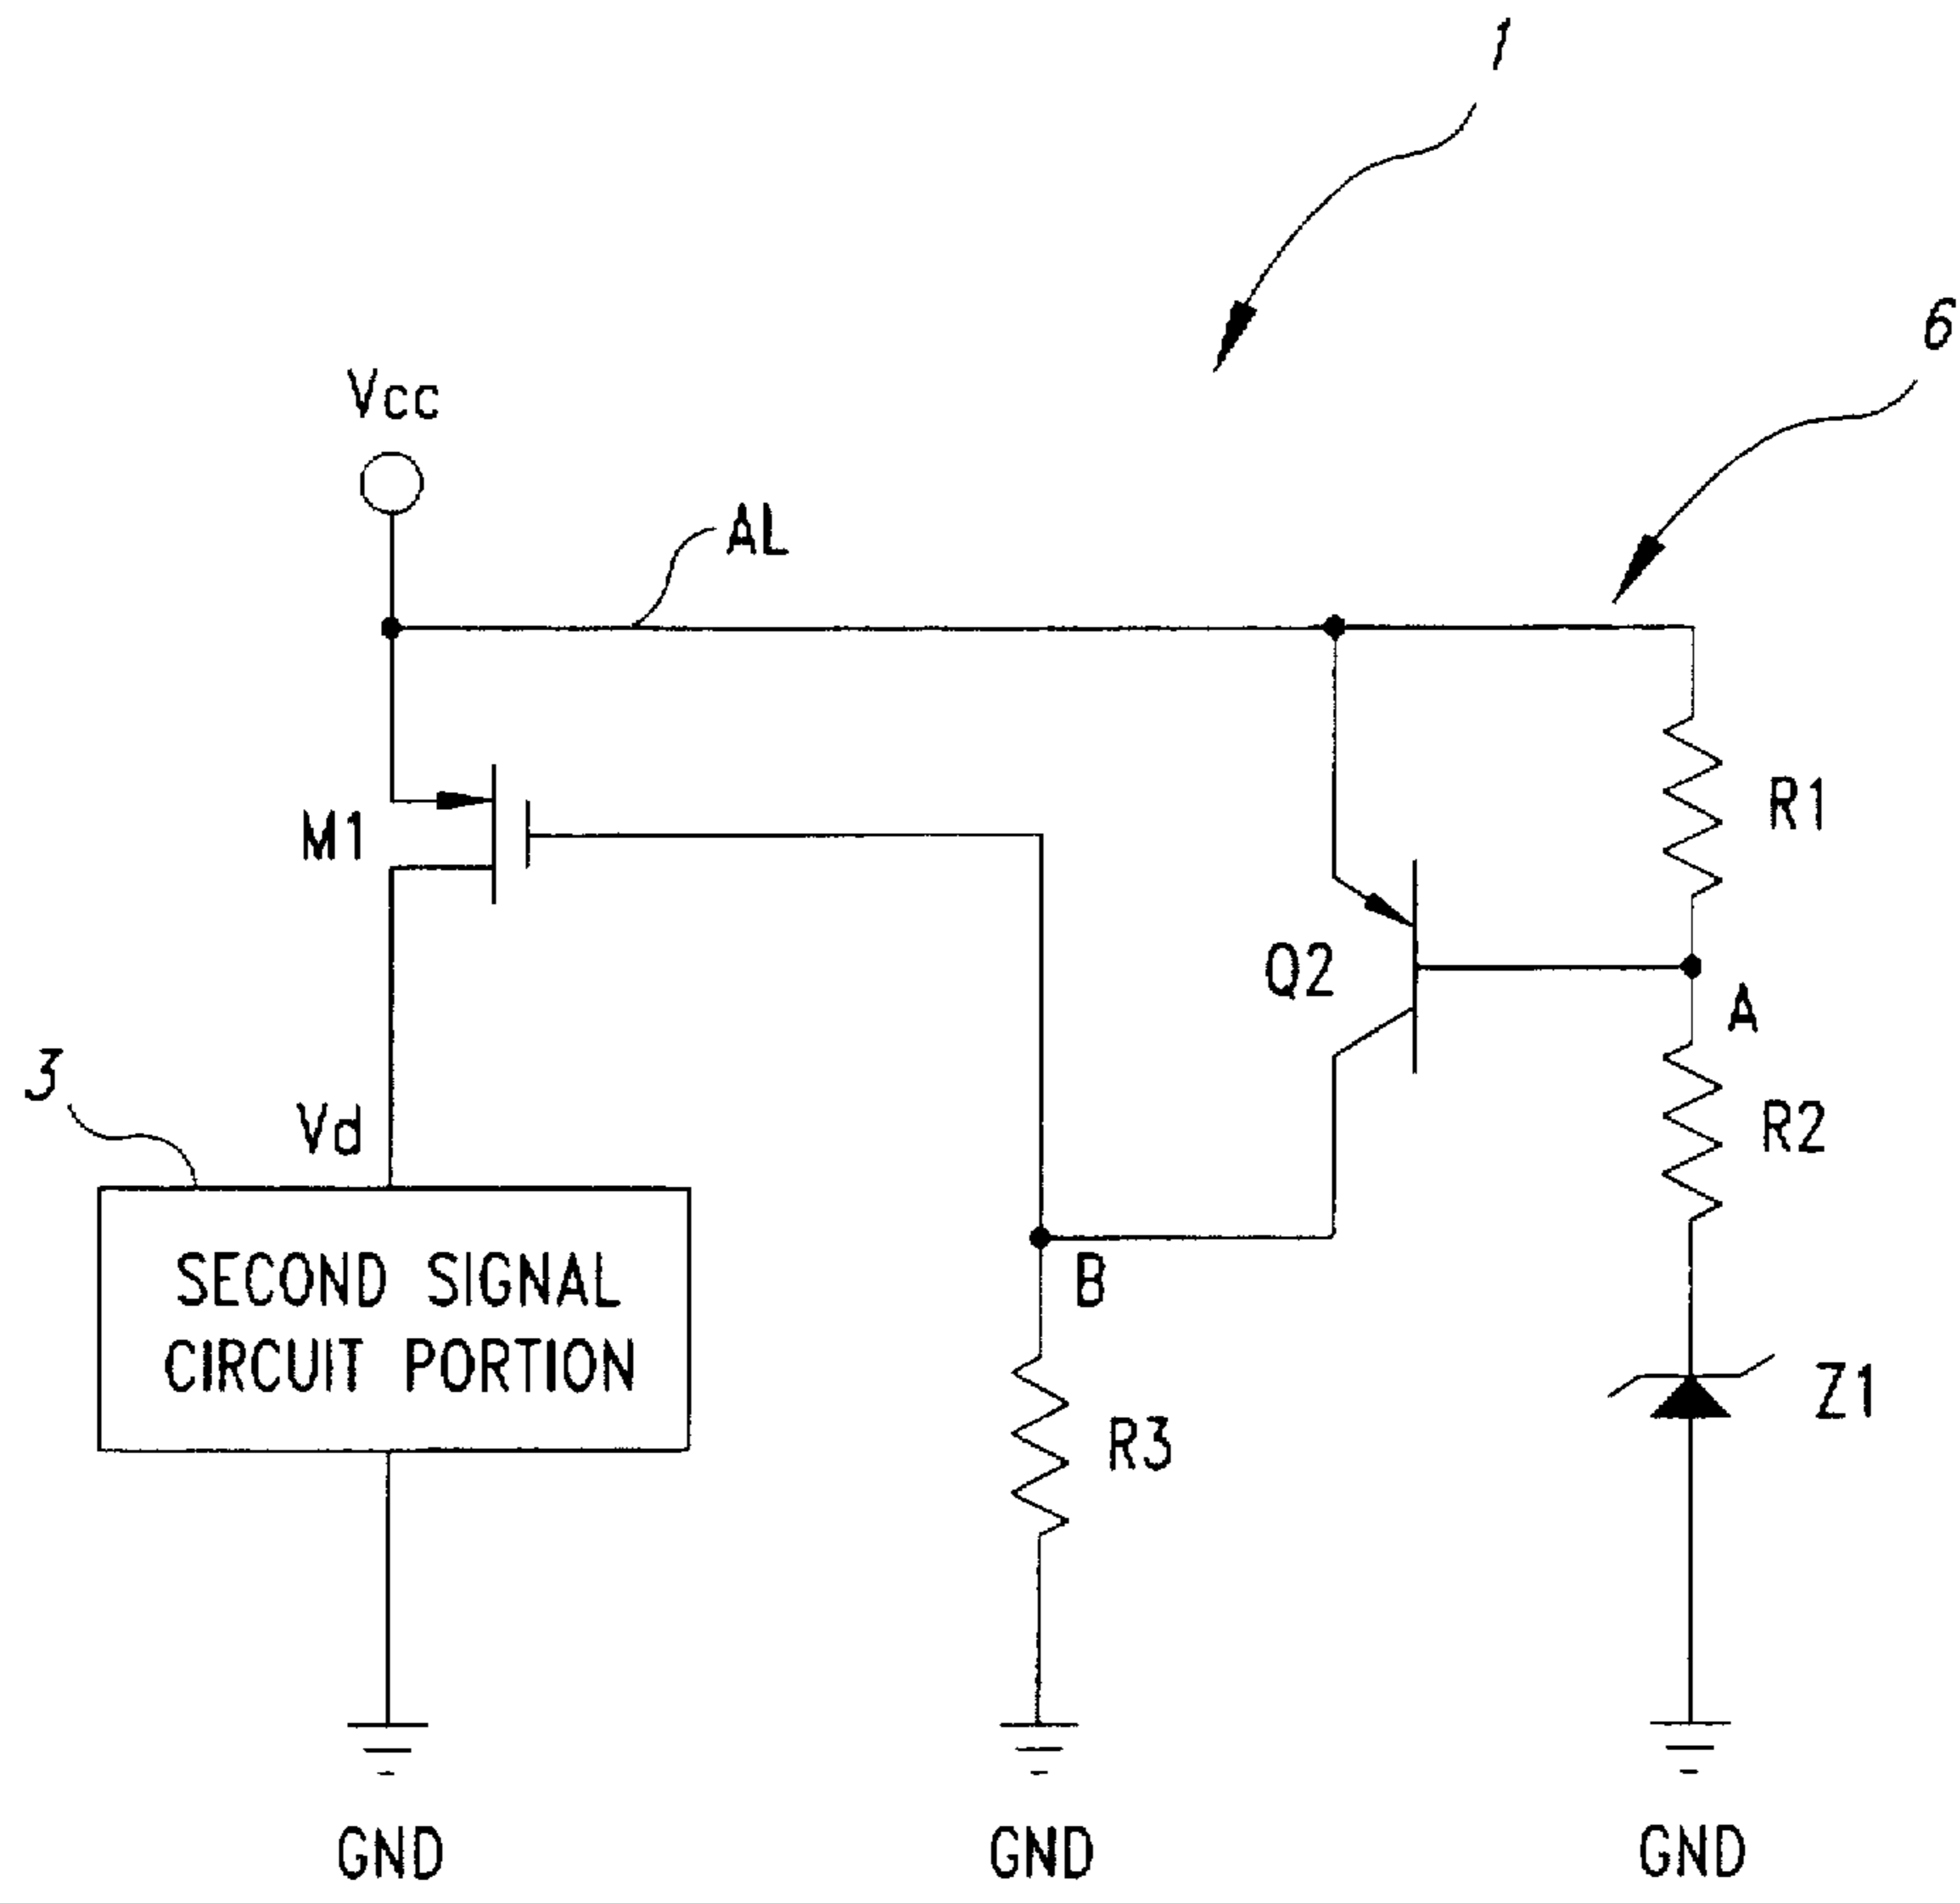 1
6
Vcc
AL
M1
R1
Q2
A
3
Vd
R2
SECOND SIGNAL
CIRCUIT PORTION
B
Z1
R3
GND
GND
GND